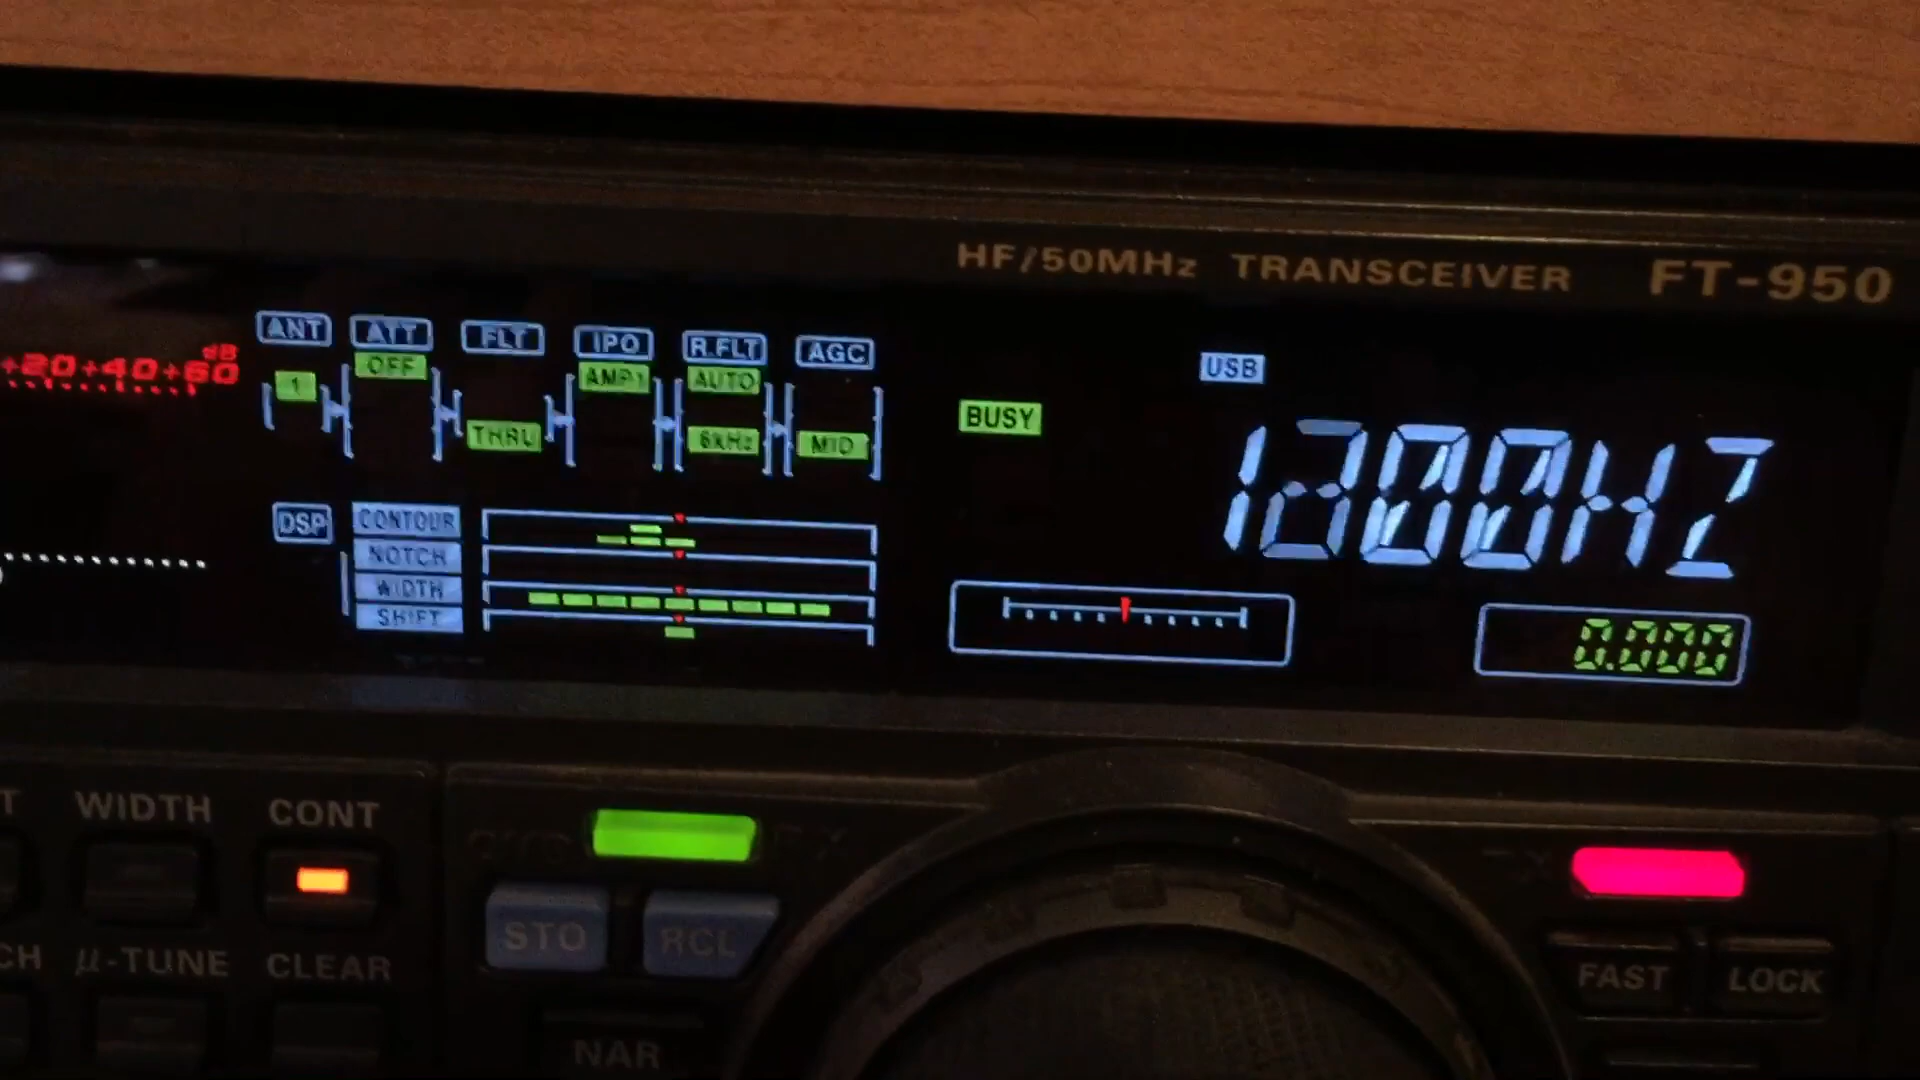 HF/50MHz TRANSCEIVER FT-950
ANT ATT FLT IPO R.FLT AGC
+20+40+60 dB
1 OFF THRU AMP1 AUTO 6kHz MID
USB
BUSY
DSP CONTOUR
NOTCH
WIDTH
SHIFT
0.000
WIDTH CONT
STO RCL
µ-TUNE CLEAR
FAST LOCK
NAR